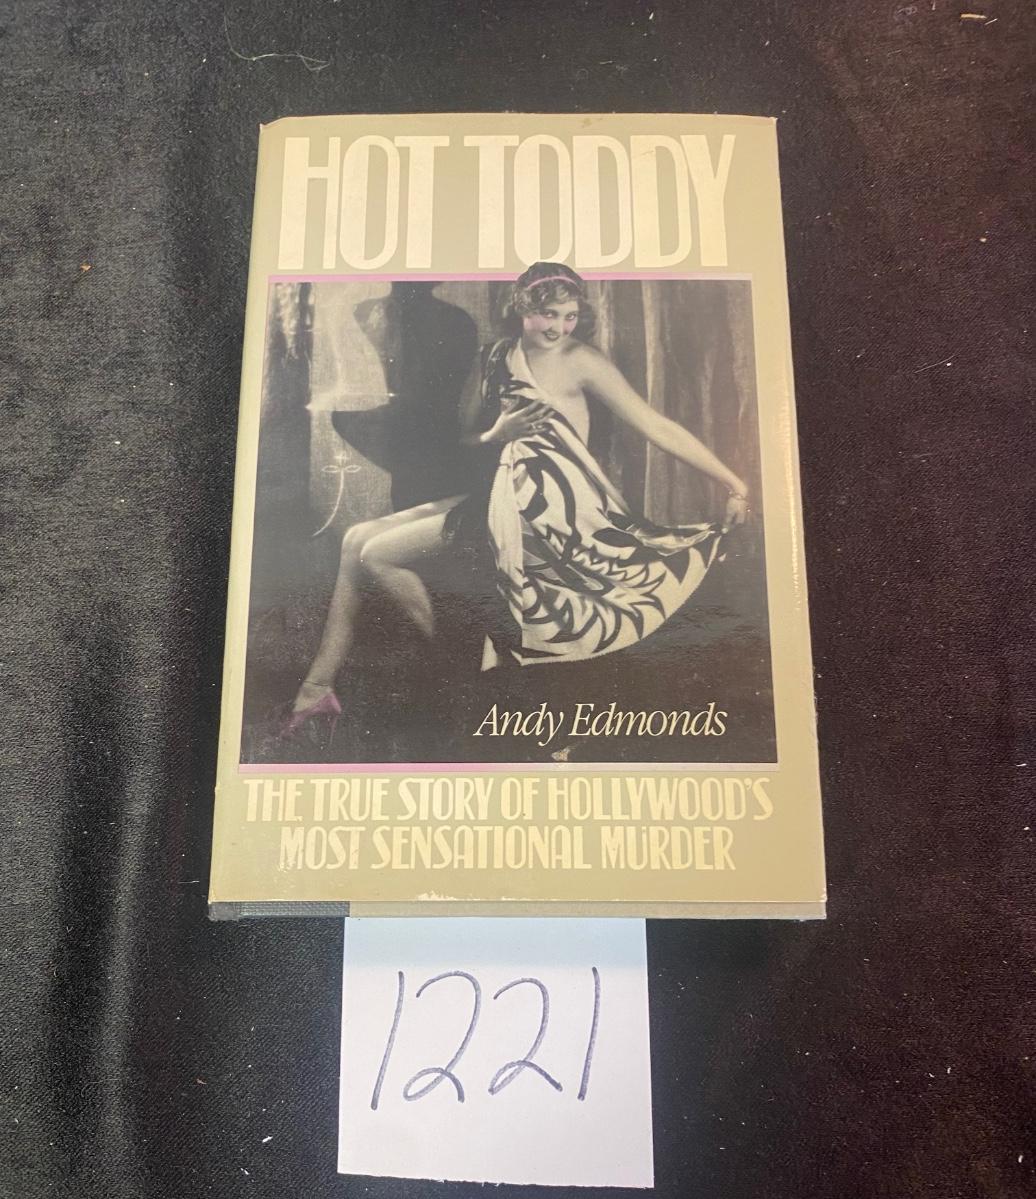 HOT TODDY
Andy Edmonds
THE TRUE STORY OF HOLLYWOOD'S
MOST SENSATIONAL MURDER
1221